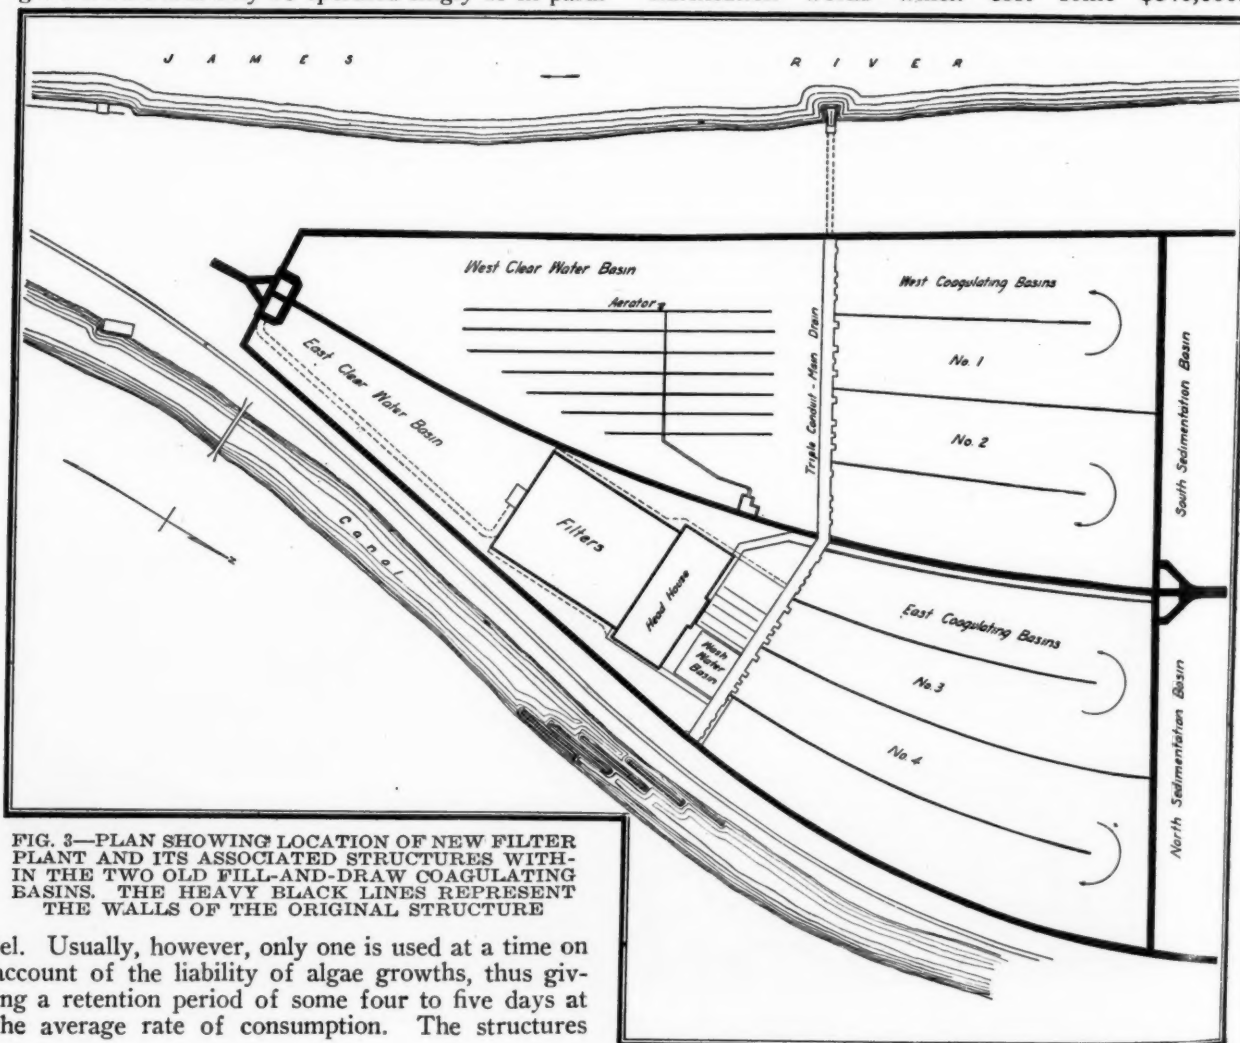 J A M E S R I V E R
West Clear Water Basin
Aerator
West Coagulating Basins
East Clear Water Basin
Triple Conduit - Main Drain
No. 1
No. 2
South Sedimentation Basin
Canal
Filters
Head House
Wash
Water
Basin
East Coagulating Basins
No. 3
No. 4
North Sedimentation Basin
FIG. 3—PLAN SHOWING LOCATION OF NEW FILTER
PLANT AND ITS ASSOCIATED STRUCTURES WITH-
IN THE TWO OLD FILL-AND-DRAW COAGULATING
BASINS. THE HEAVY BLACK LINES REPRESENT
THE WALLS OF THE ORIGINAL STRUCTURE
el. Usually, however, only one is used at a time on
account of the liability of algae growths, thus giv-
ng a retention period of some four to five days at
he average rate of consumption. The structures